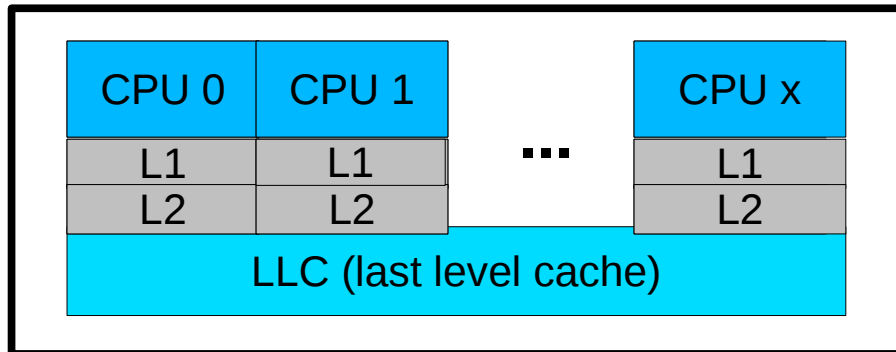 CPU 0 CPU 1 ... CPU x
L1 L1 L1
L2 L2 L2
LLC (last level cache)